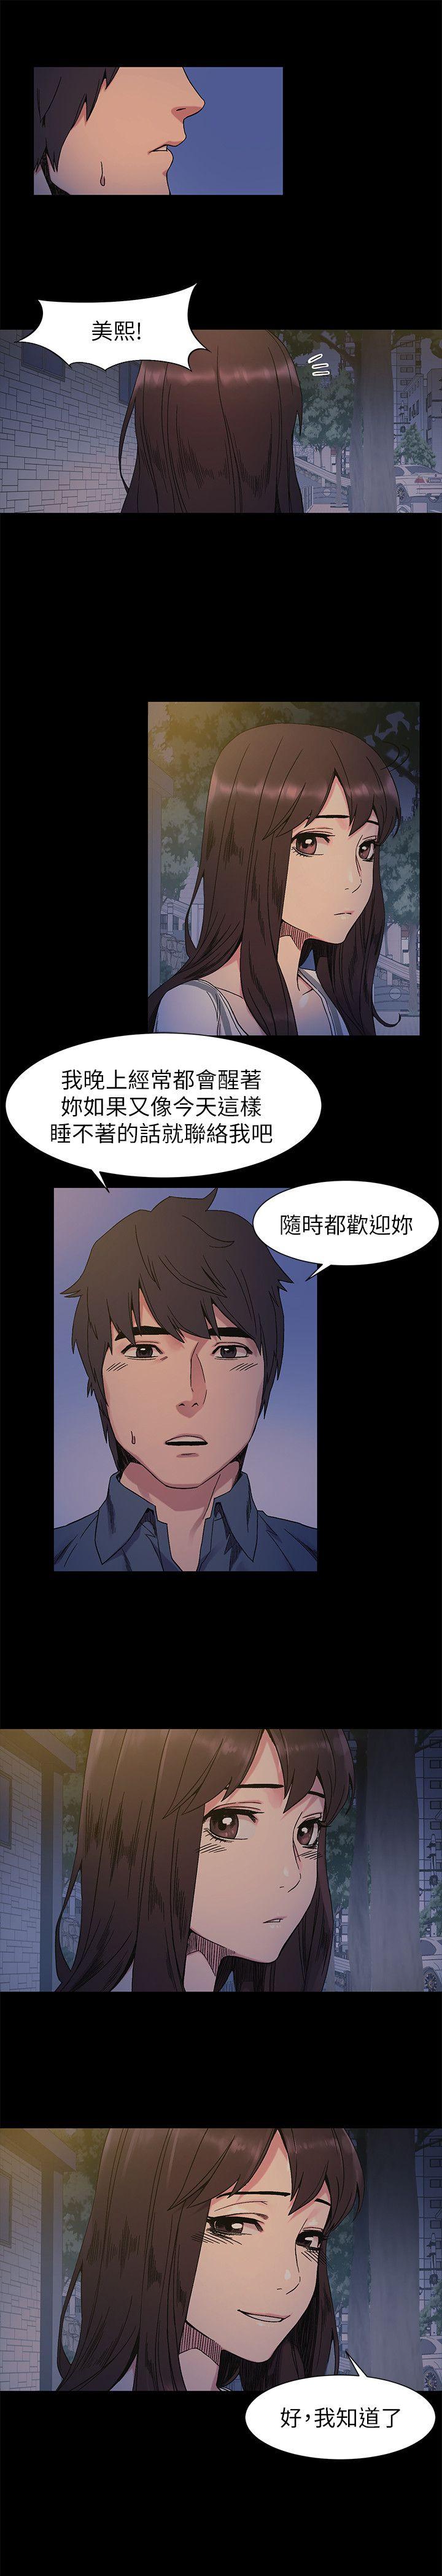 美熙!
我晚上經常都會醒著
妳如果又像今天這樣
睡不著的話就聯絡我吧
隨時都歡迎妳
好,我知道了